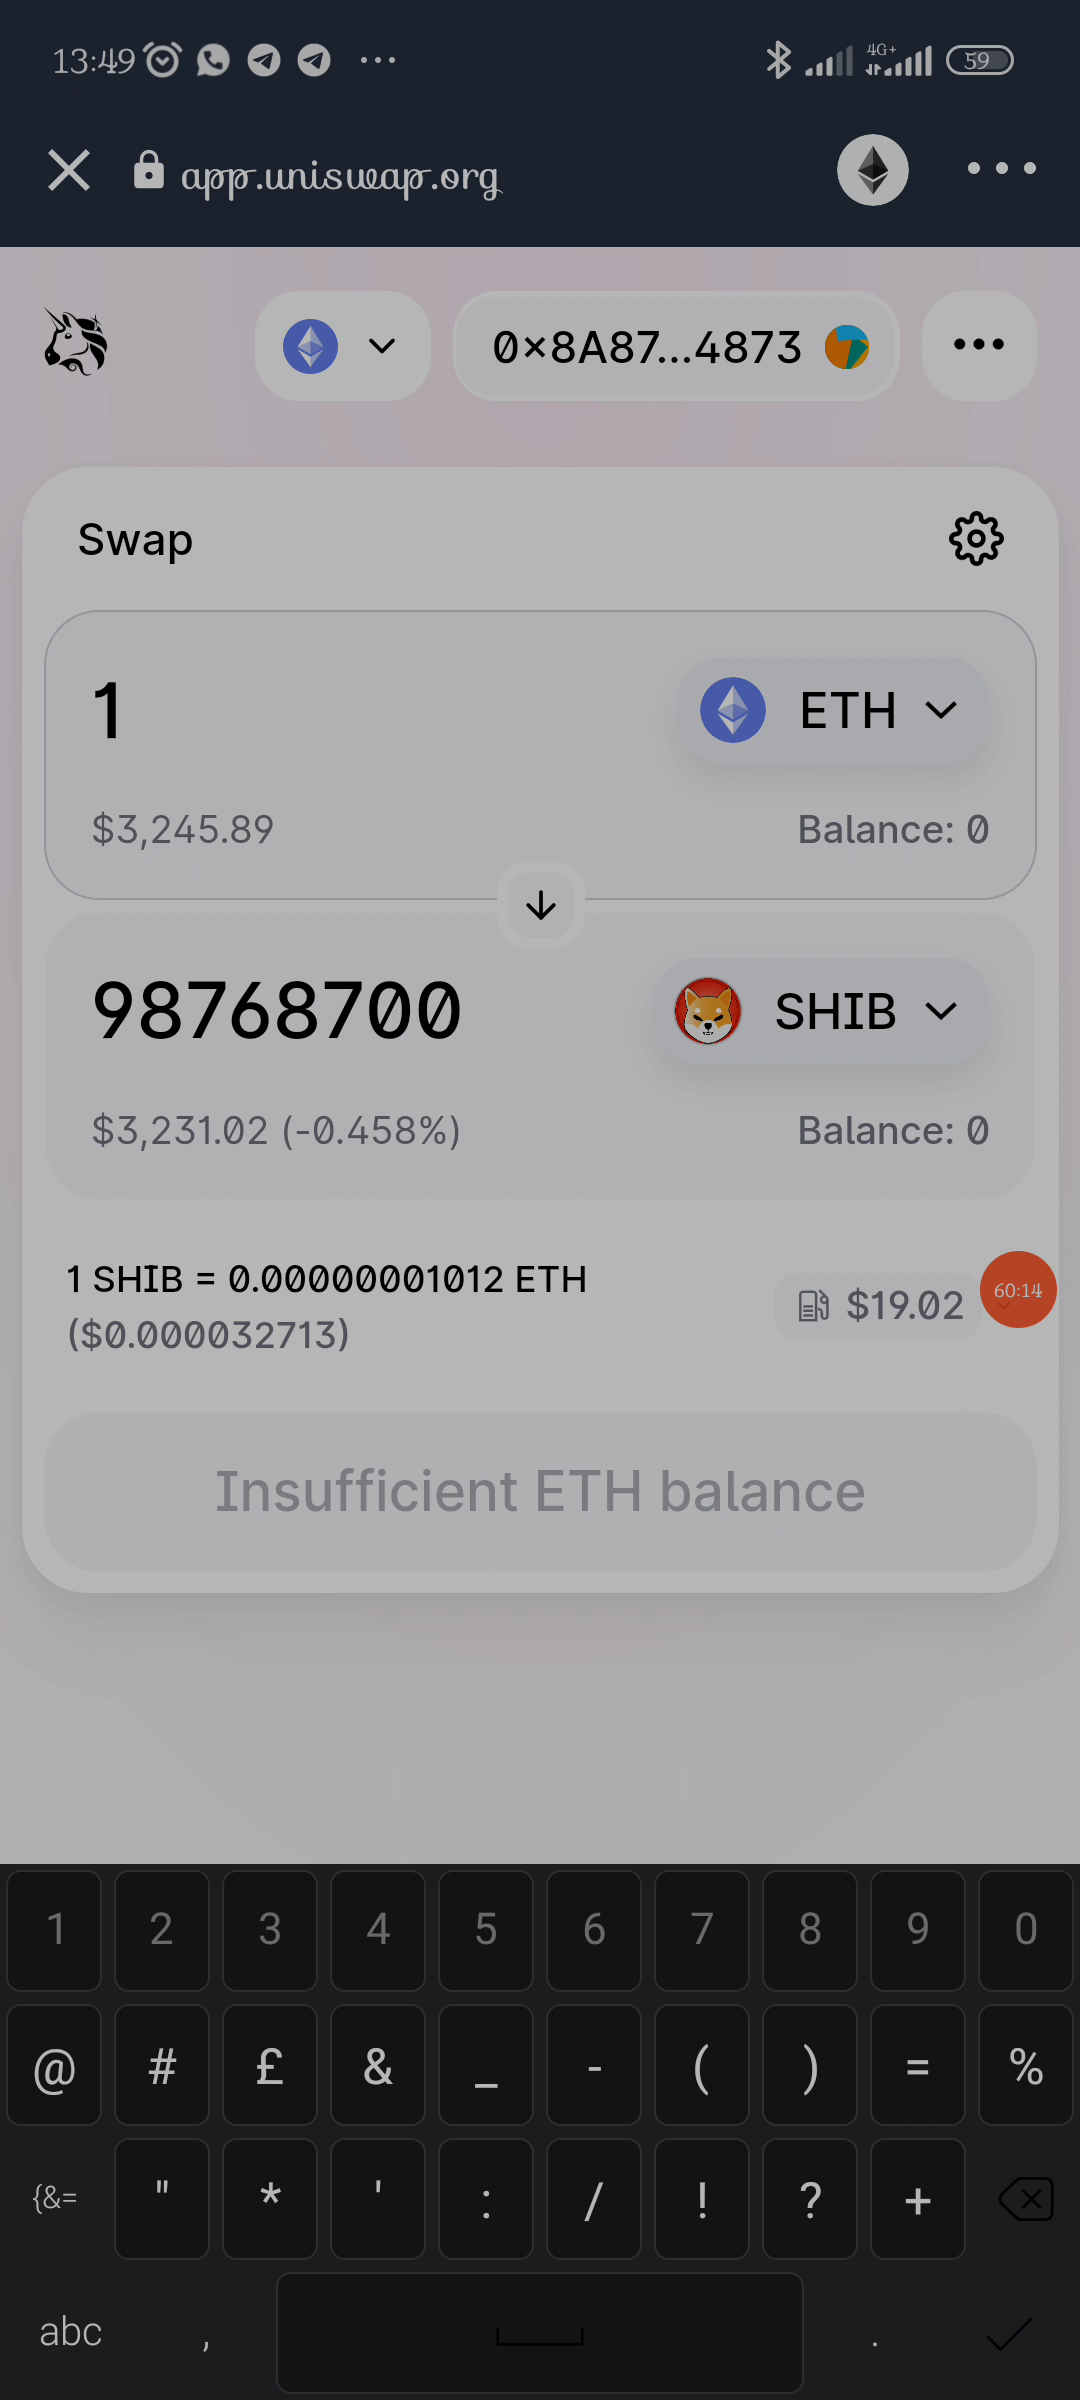 13:49 4G+ 59
app.uniswap.org
0×8A87...4873
Swap
1 ETH
$3,245.89 Balance: 0
98768700 SHIB
$3,231.02 (-0.458%) Balance: 0
1 SHIB = 0.00000001012 ETH
($0.000032713)
$19.02
60:14
Insufficient ETH balance
1 2 3 4 5 6 7 8 9 0
@ # £ & _ - ( ) = %
{&= " * ' : / ! ? +
abc , .